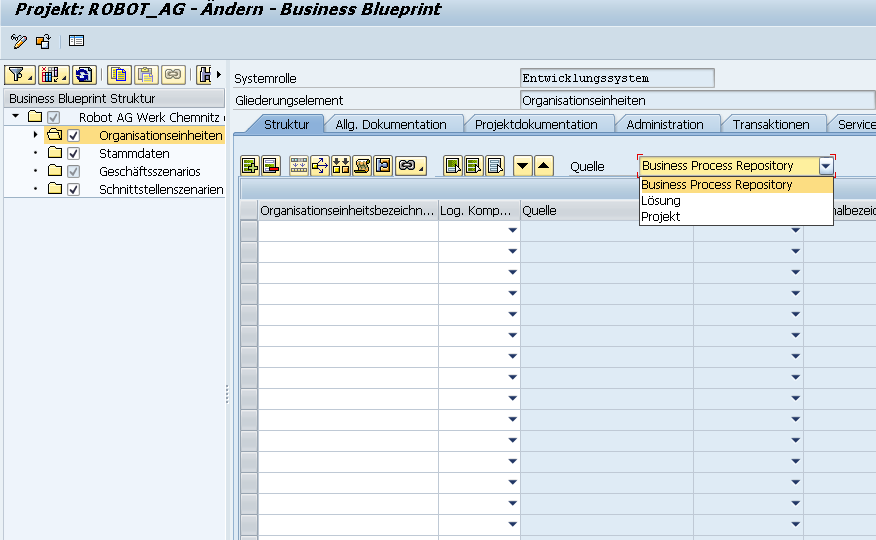 Projekt: ROBOT_AG - Ändern - Business Blueprint
Systemrolle
Entwicklungssystem
Business Blueprint Struktur
Gliederungselement
Organisationseinheiten
Robot AG Werk Chemnitz
Organisationseinheiten
Stammdaten
Geschäftsszenarios
Schnittstellenszenarien
Struktur
Allg. Dokumentation
Projektdokumentation
Administration
Transaktionen
Service
Quelle
Business Process Repository
Business Process Repository
Lösung
Projekt
Organisationseinheitsbezeichn...
Log. Komp...
Quelle